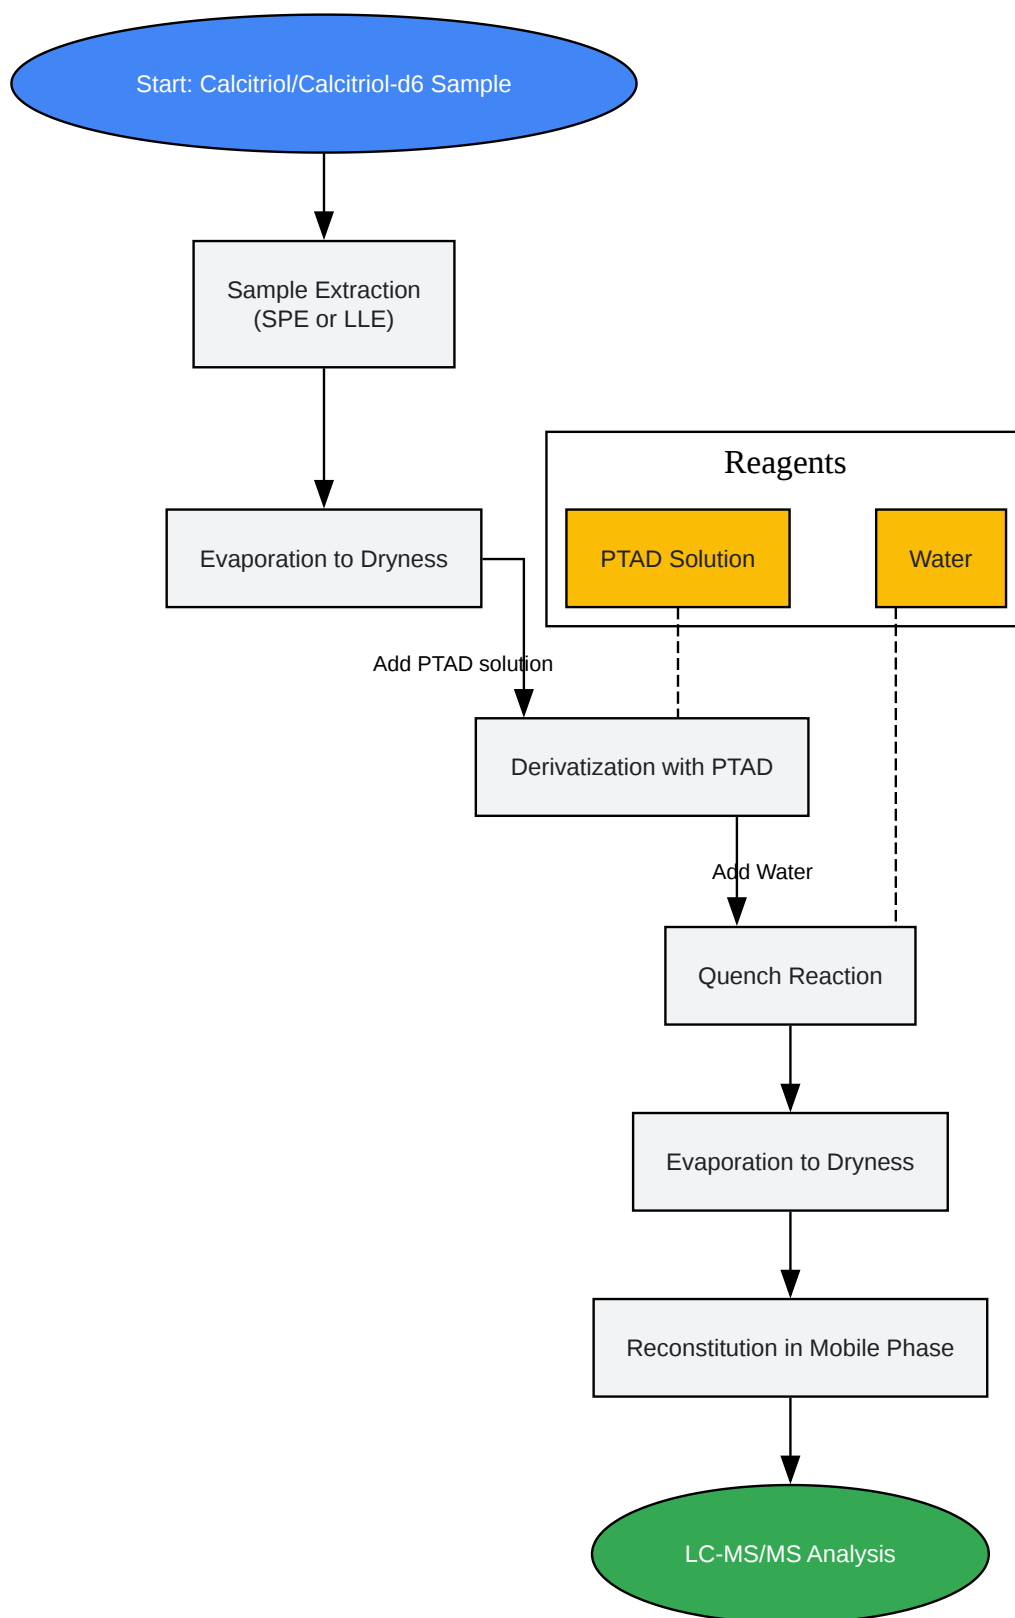 Start: Calcitriol/Calcitriol-d6 Sample
Sample Extraction
(SPE or LLE)
Reagents
Evaporation to Dryness
PTAD Solution
Water
Add PTAD solution
Derivatization with PTAD
Add Water
Quench Reaction
Evaporation to Dryness
Reconstitution in Mobile Phase
LC-MS/MS Analysis